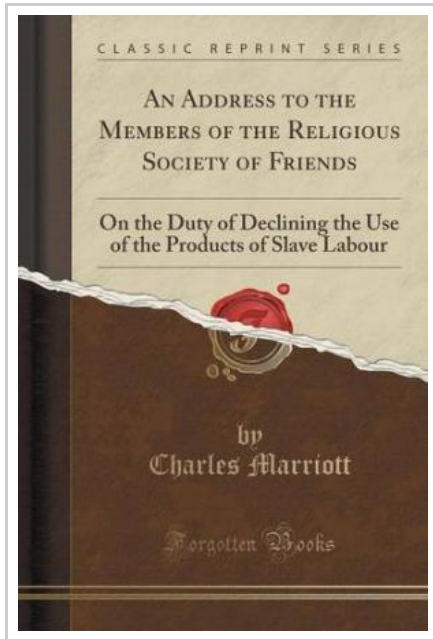 CLASSIC REPRINT SERIES
AN ADDRESS TO THE
MEMBERS OF THE RELIGIOUS
SOCIETY OF FRIENDS
On the Duty of Declining the Use
of the Products of Slave Labour
F
by
Charles Marriott
Forgotten Books